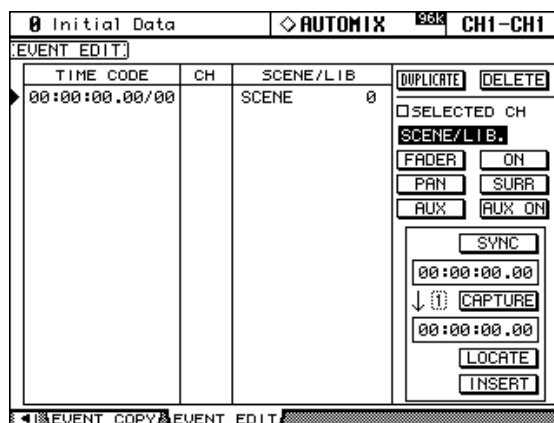 0 Initial Data ◇AUTOMIX 96k CH1-CH1
EVENT EDIT
TIME CODE CH SCENE/LIB
00:00:00.00/00 SCENE 0
DUPLICATE DELETE
SELECTED CH
SCENE/LIB.
FADER ON
PAN SURR
AUX AUX ON
SYNC
00:00:00.00
↓ 1 CAPTURE
00:00:00.00
LOCATE
INSERT
EVENT COPY EVENT EDIT